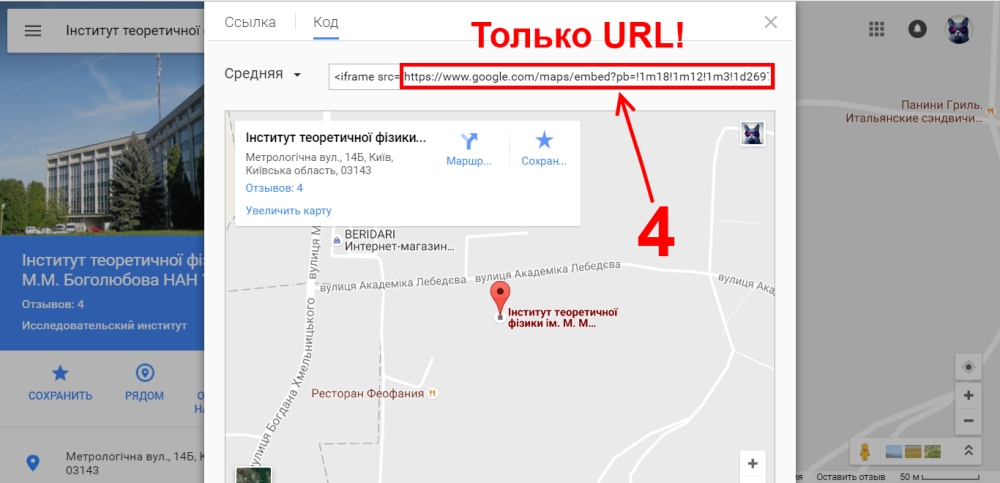 Інститут теоретичної
Ссылка
Код
Только URL!
Средняя
<iframe src= https://www.google.com/maps/embed?pb=!1m18!1m12!1m3!1d269
Інститут теоретичної фізики...
Метрологічна вул., 14Б, Київ,
Київська область, 03143
Отзывов: 4
Увеличить карту
Маршр...
Сохран...
4
BERIDARI
Интернет-магазин...
вулиця Академіка Лебедєва
вулиця Академіка Лебедєва
вулиця М
вулиця Богдана Хмельницького
Інститут теоретичної
фізики ім. М. М...
Ресторан Феофания
Панини Гриль.
Итальянские сэндвичи...
Інститут теоретичної фі
М.М. Боголюбова НАН
Отзывов: 4
Исследовательский институт
СОХРАНИТЬ
РЯДОМ
Метрологічна вул., 14Б, К
03143
Оставить отзыв
50 м